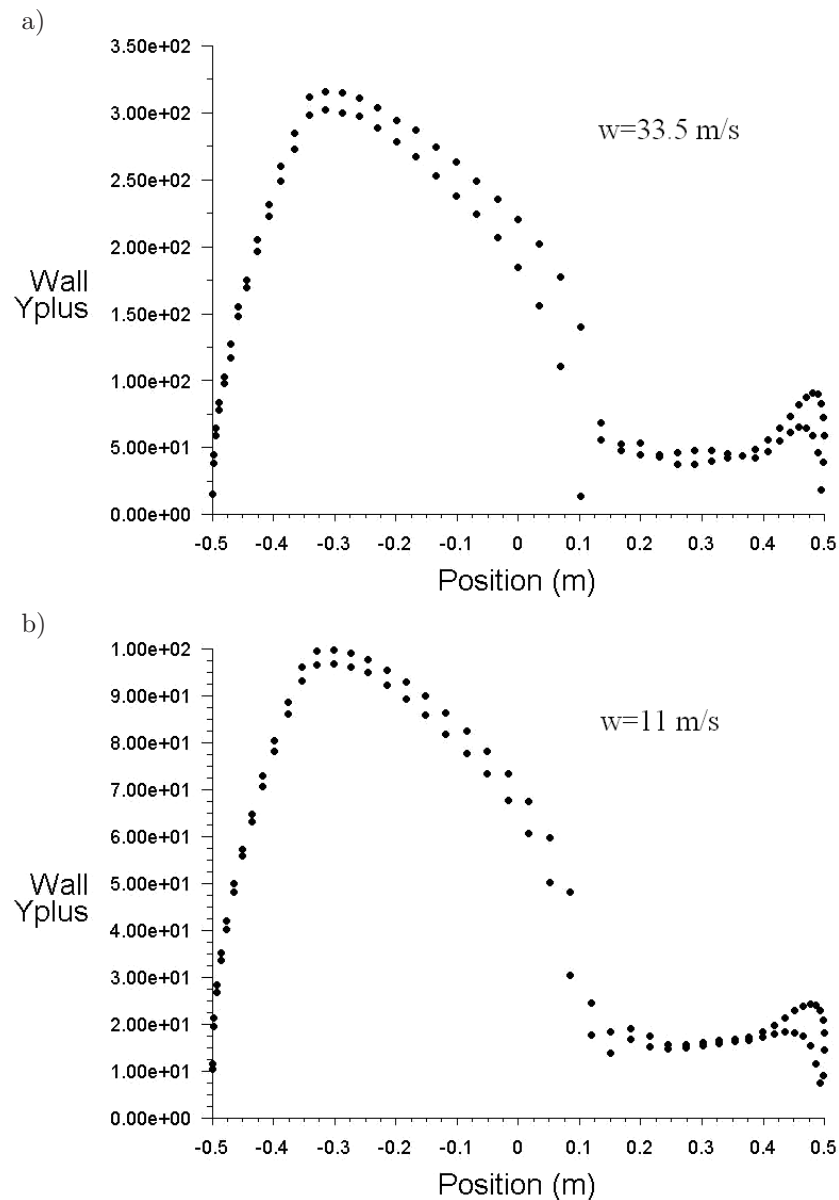 a)
3.50e+02
3.00e+02
2.50e+02
2.00e+02
1.50e+02
1.00e+02
5.00e+01
0.00e+00
Wall
Yplus
w=33.5 m/s
-0.5 -0.4 -0.3 -0.2 -0.1 0 0.1 0.2 0.3 0.4 0.5
Position (m)
b)
1.00e+02
9.00e+01
8.00e+01
7.00e+01
6.00e+01
5.00e+01
4.00e+01
3.00e+01
2.00e+01
1.00e+01
0.00e+00
Wall
Yplus
w=11 m/s
-0.5 -0.4 -0.3 -0.2 -0.1 0 0.1 0.2 0.3 0.4 0.5
Position (m)